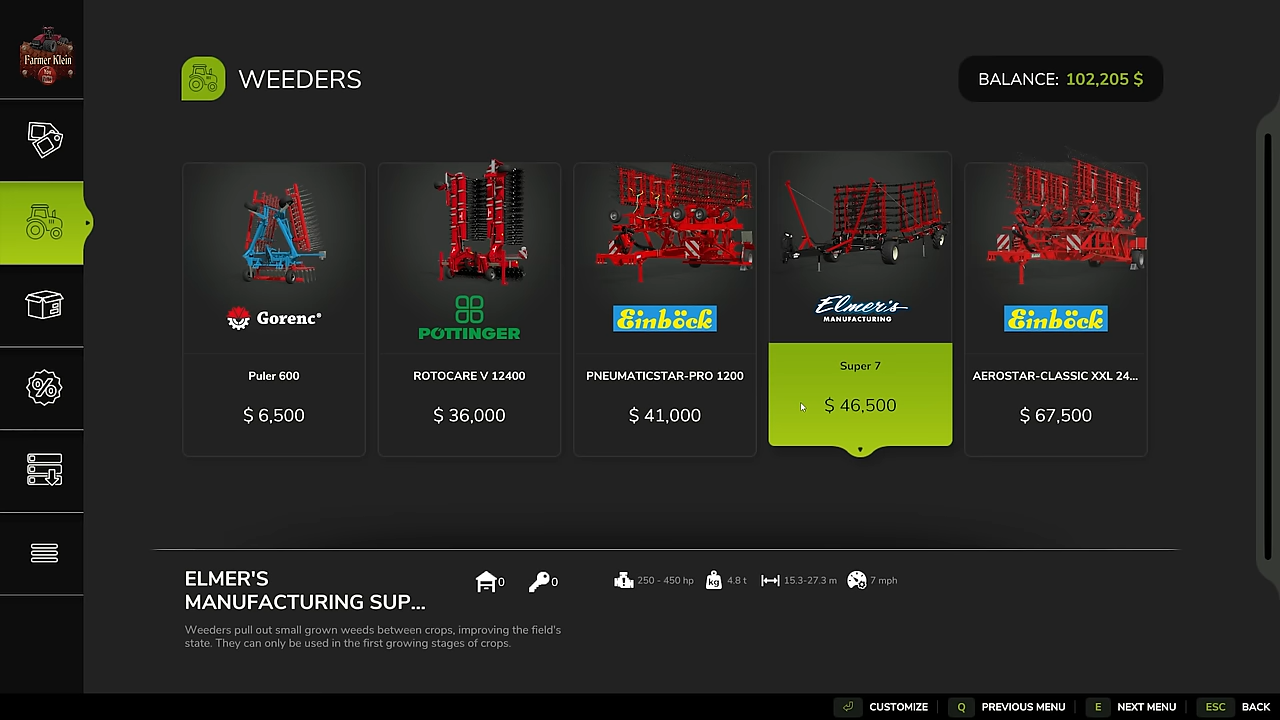 Farmer Klein
WEEDERS
BALANCE: 102,205 $
Gorenc
Puler 600
$ 6,500
PÖTTINGER
ROTOCARE V 12400
$ 36,000
Einböck
PNEUMATICSTAR-PRO 1200
$ 41,000
Elmer's
MANUFACTURING
Super 7
$ 46,500
Einböck
AEROSTAR-CLASSIC XXL 24...
$ 67,500
ELMER'S
MANUFACTURING SUP...
0
0
250 - 450 hp
kg 4.8 t
15.3-27.3 m
7 mph
Weeders pull out small grown weeds between crops, improving the field's
state. They can only be used in the first growing stages of crops.
CUSTOMIZE
Q PREVIOUS MENU
E NEXT MENU
ESC BACK